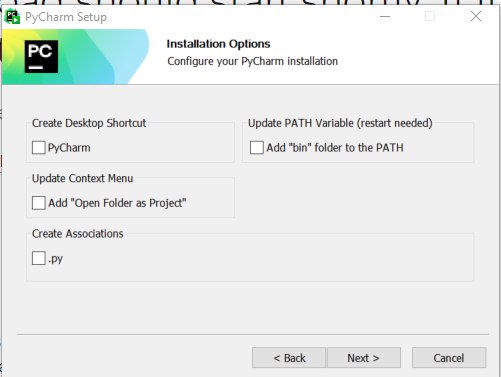 PyCharm Setup
PC
Installation Options
Configure your PyCharm installation
Create Desktop Shortcut
PyCharm
Update PATH Variable (restart needed)
Add "bin" folder to the PATH
Update Context Menu
Add "Open Folder as Project"
Create Associations
.py
< Back
Next >
Cancel